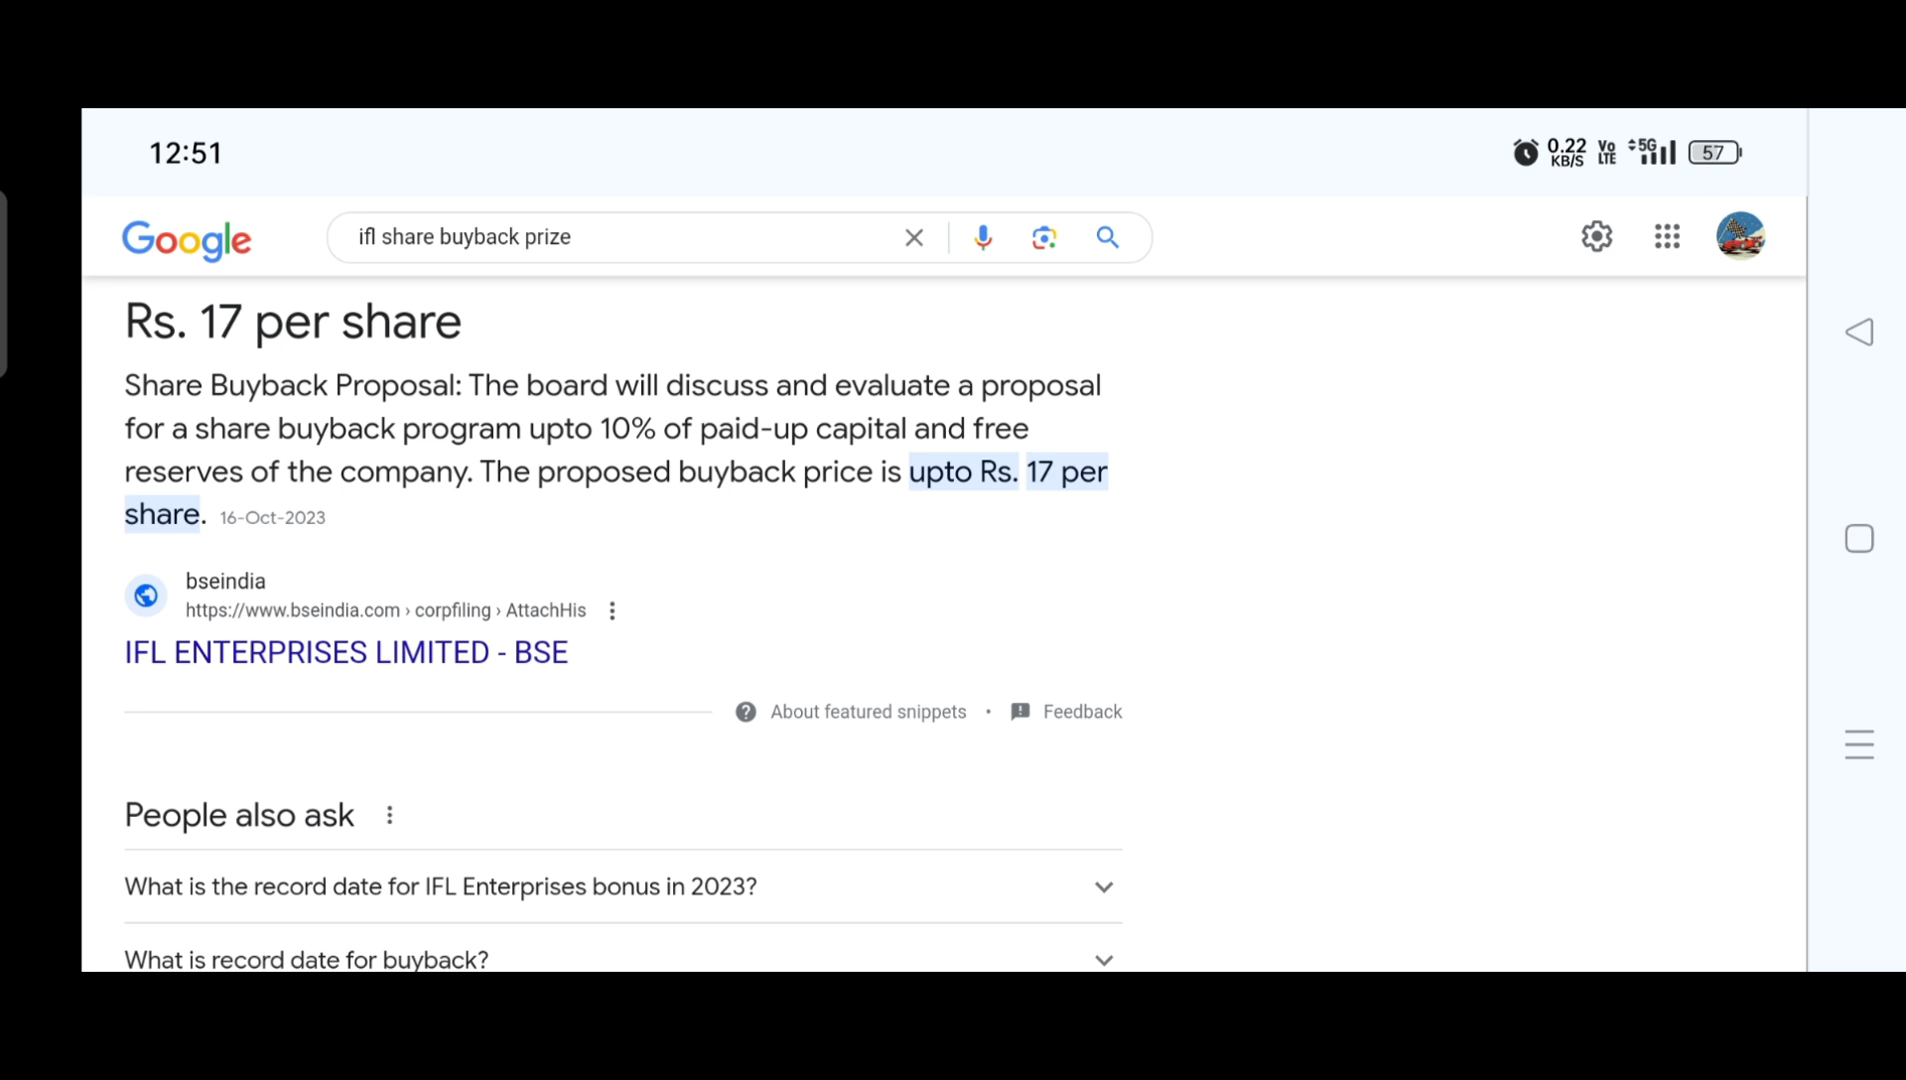 12:51
0.22 KB/S Vo LTE 5G 57
Google
ifl share buyback prize
Rs. 17 per share
Share Buyback Proposal: The board will discuss and evaluate a proposal
for a share buyback program upto 10% of paid-up capital and free
reserves of the company. The proposed buyback price is upto Rs. 17 per
share. 16-Oct-2023
bseindia
https://www.bseindia.com › corpfiling › AttachHis
IFL ENTERPRISES LIMITED - BSE
About featured snippets • Feedback
People also ask
What is the record date for IFL Enterprises bonus in 2023?
What is record date for buyback?